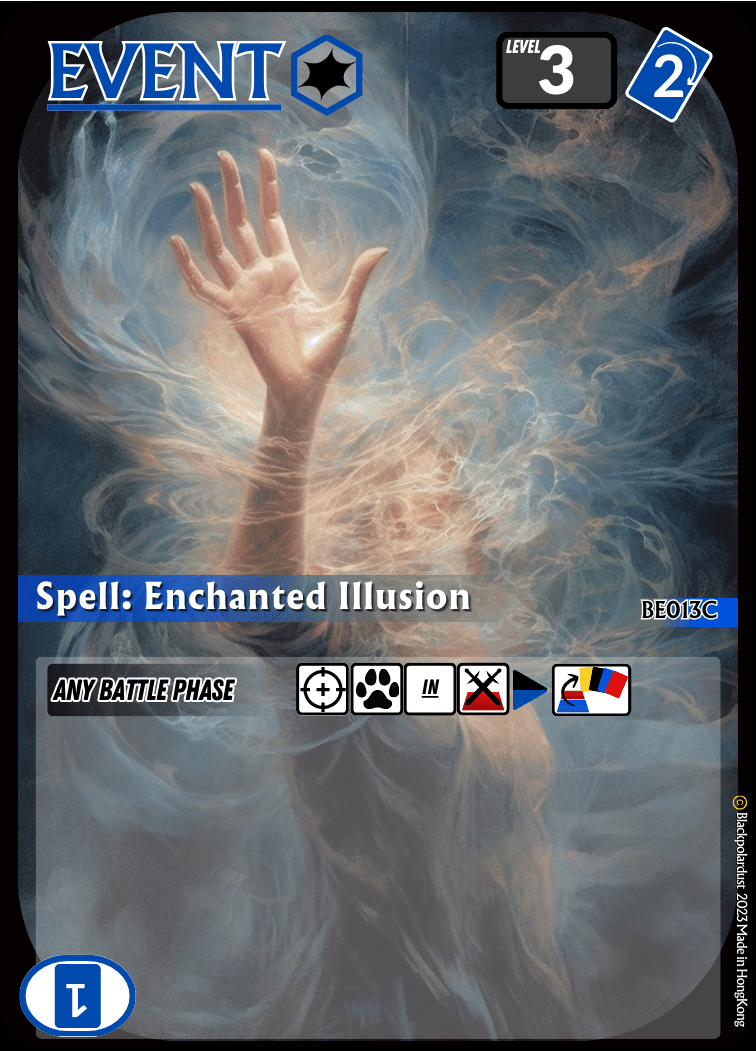 EVENT
LEVEL
3
2
Spell: Enchanted Illusion
BE013C
ANY BATTLE PHASE
IN
1
© Blackpolardust 2023 Made in HongKong